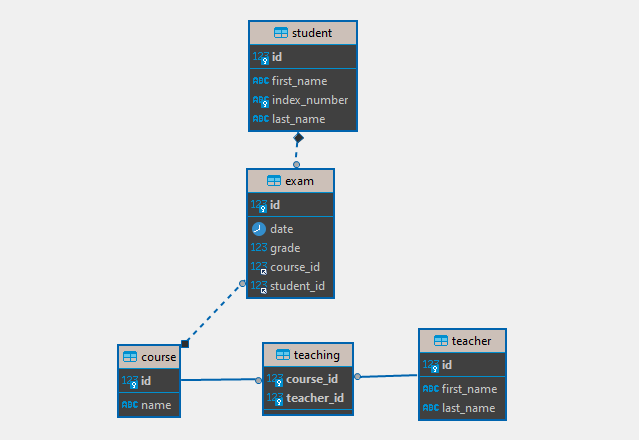 student
123 id
ABC first_name
ABC index_number
ABC last_name
exam
123 id
date
123 grade
123 course_id
123 student_id
course
123 id
ABC name
teaching
123 course_id
123 teacher_id
teacher
123 id
ABC first_name
ABC last_name